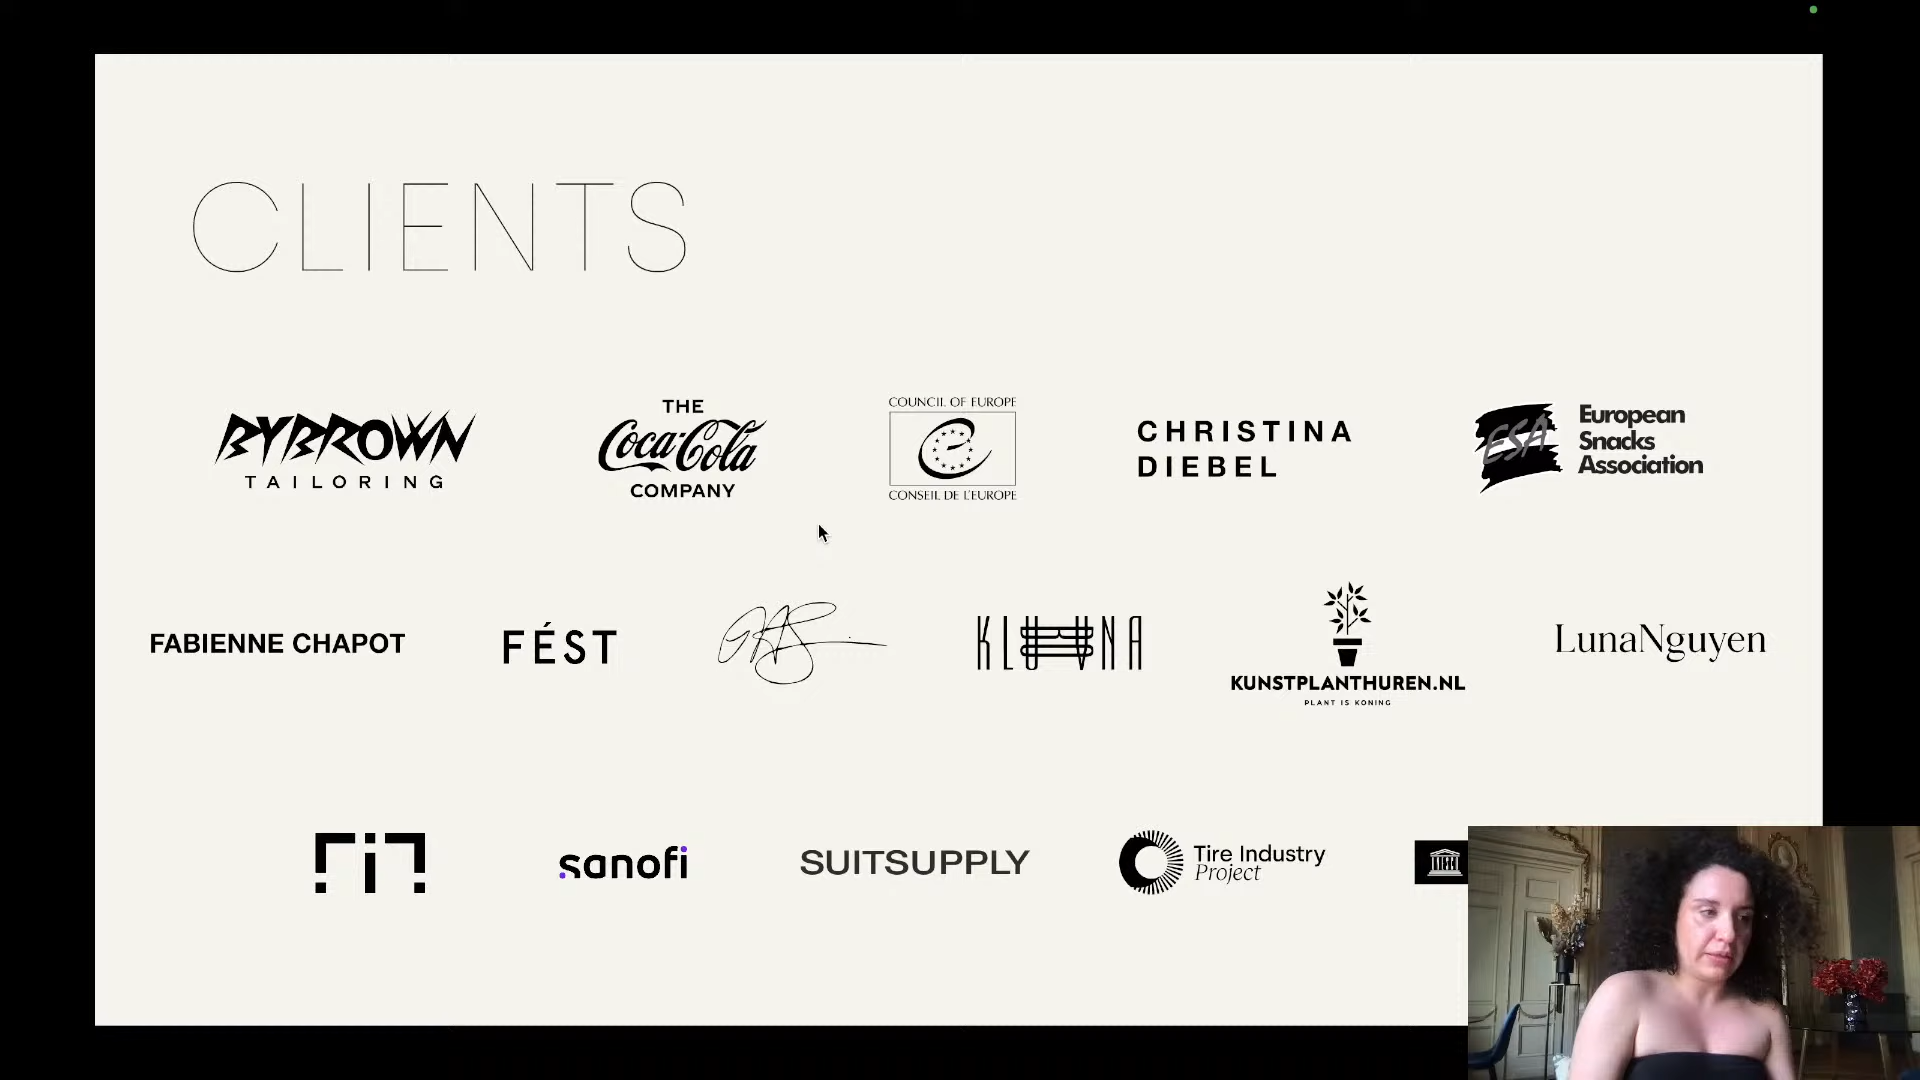 CLIENTS
BYBROWN
TAILORING
THE
Coca-Cola
COMPANY
COUNCIL OF EUROPE
CONSEIL DE L'EUROPE
CHRISTINA
DIEBEL
ESA
European
Snacks
Association
FABIENNE CHAPOT
FÉST
KLUUNA
KUNSTPLANTHUREN.NL
PLANT IS KONING
LunaNguyen
sanofi
SUITSUPPLY
Tire Industry
Project